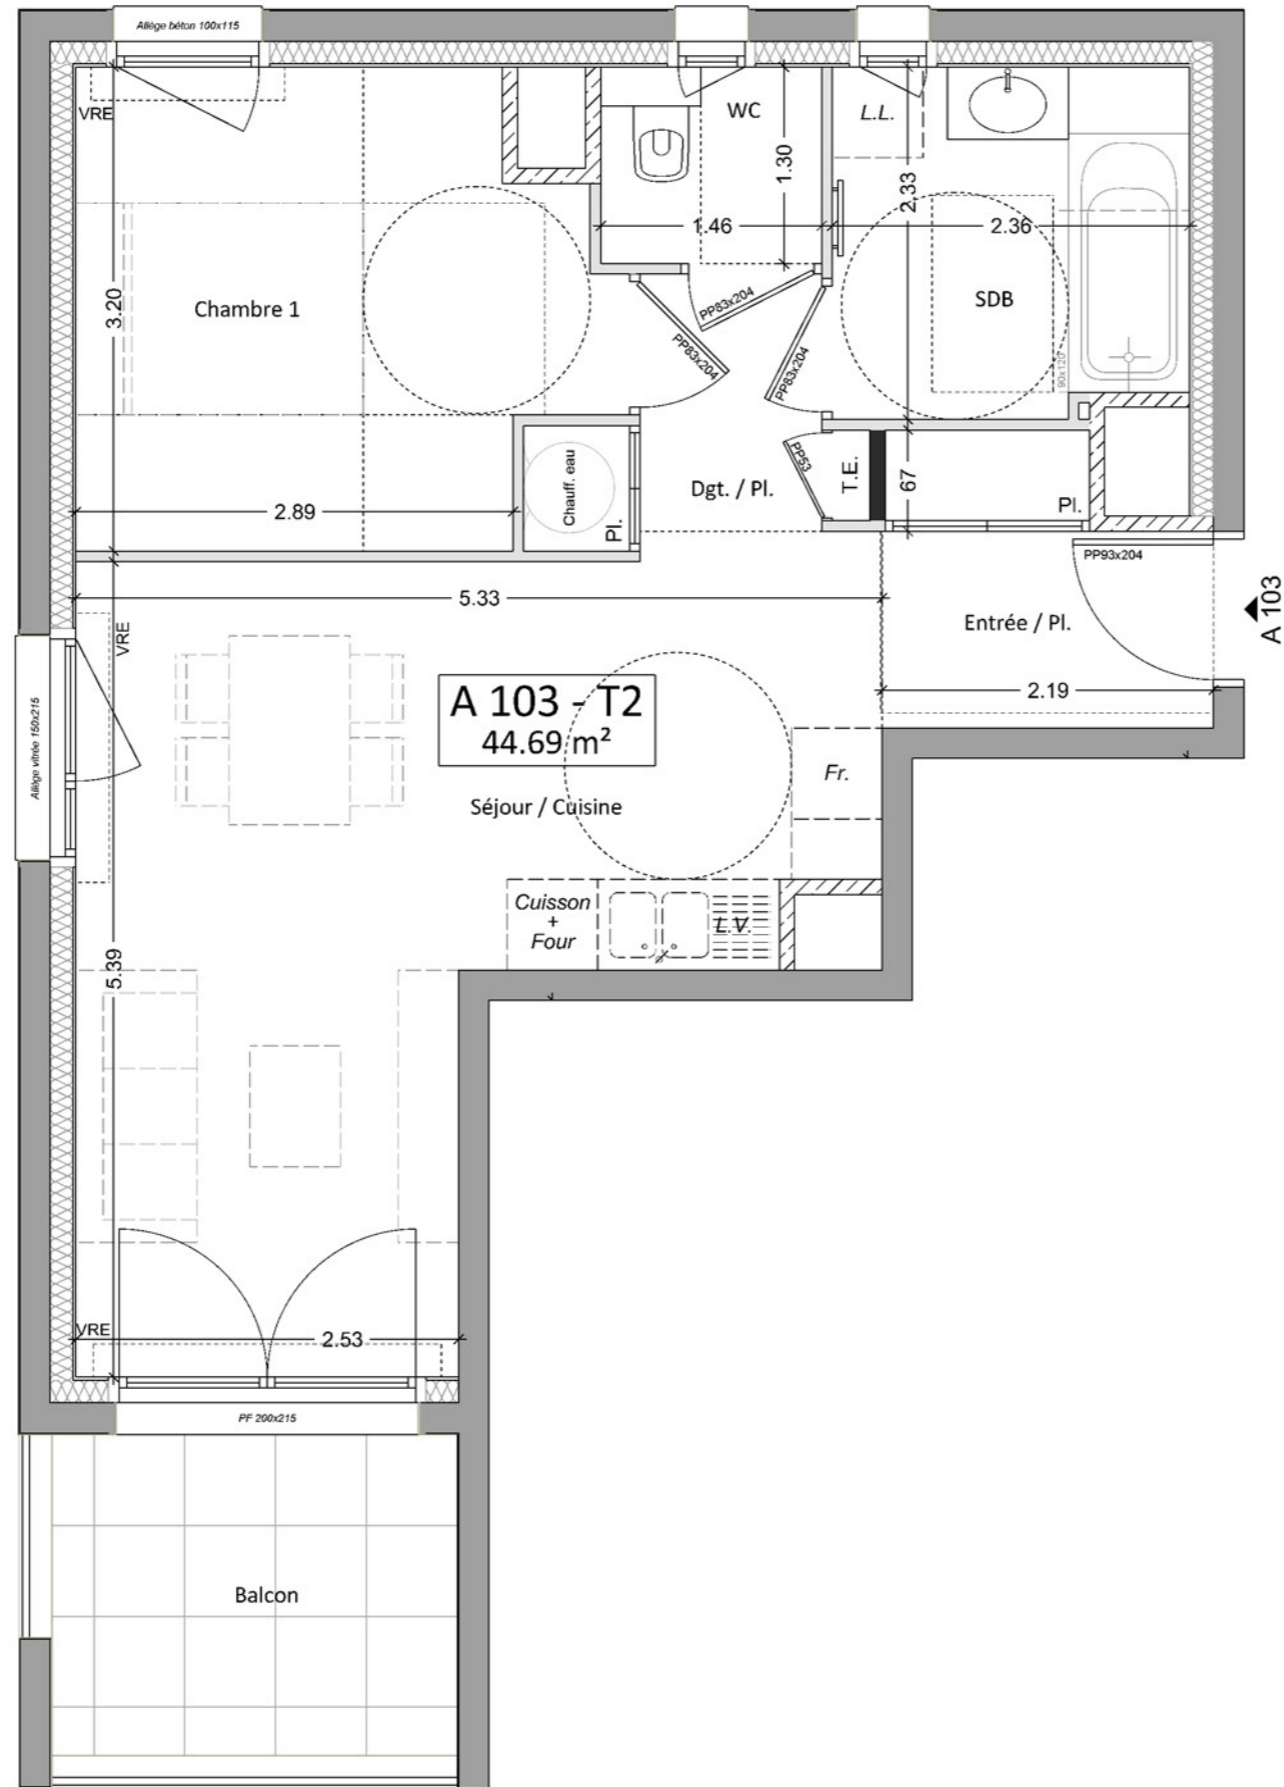 Allège béton 100x115
VRE
WC
L.L.
1.30
2.33
1.46
2.36
3.20
Chambre 1
SDB
PP83x204
PP83x204
PP83x204
90x120
2.89
Chauff. eau
Pl.
Dgt. / Pl.
PP53
T.E.
67
Pl.
PP93x204
5.33
Entrée / Pl.
A 103
VRE
2.19
A 103 - T2
44.69 m²
Allège vitrée 150x215
Fr.
Séjour / Cuisine
Cuisson
+
Four
L.V.
5.39
VRE
2.53
PF 200x215
Balcon